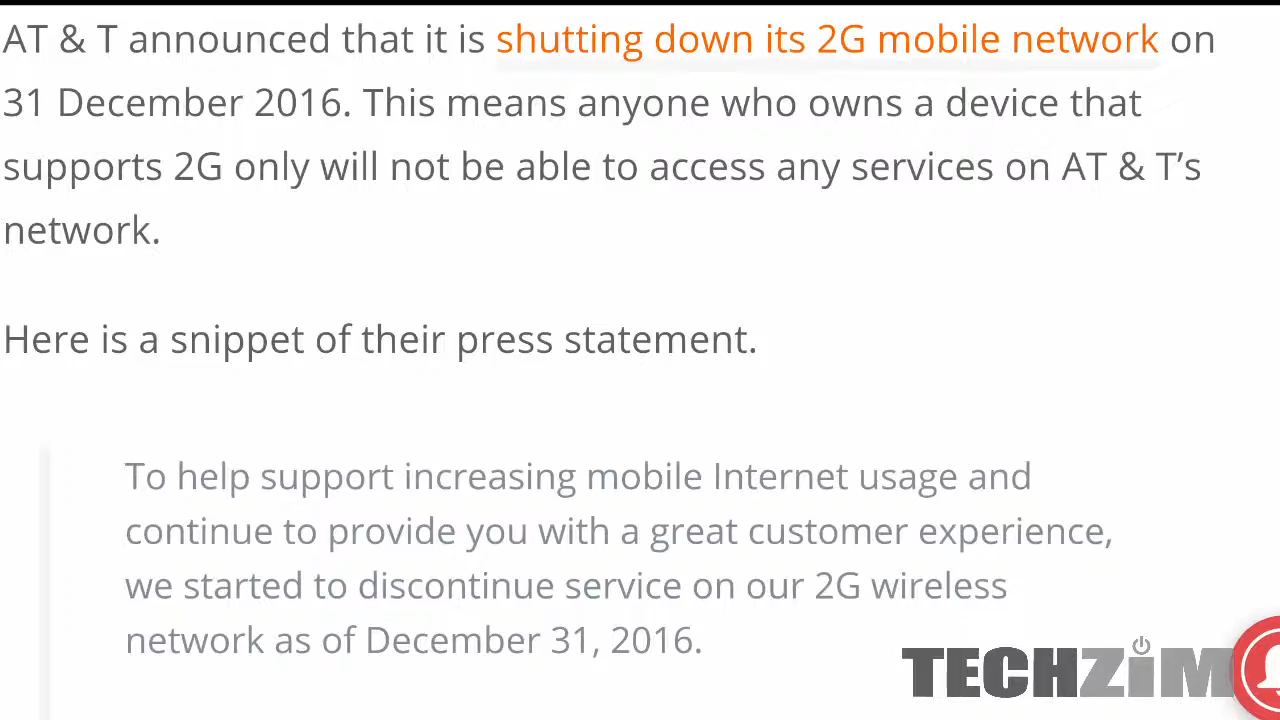 AT & T announced that it is shutting down its 2G mobile network on
31 December 2016. This means anyone who owns a device that
supports 2G only will not be able to access any services on AT & T’s
network.
Here is a snippet of their press statement.
To help support increasing mobile Internet usage and
continue to provide you with a great customer experience,
we started to discontinue service on our 2G wireless
network as of December 31, 2016.
TECHZiM